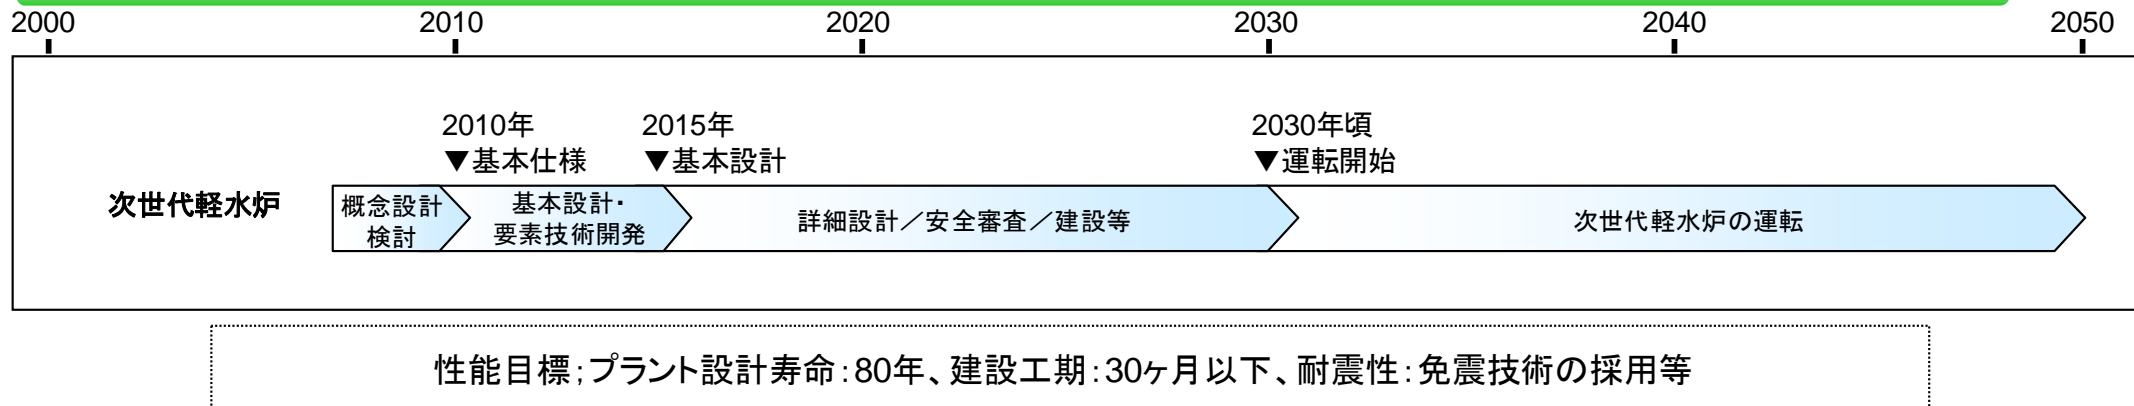 2000 2010 2020 2030 2040 2050
2010年 2015年 2030年頃
▼基本仕様 ▼基本設計 ▼運転開始
次世代軽水炉
概念設計
検討
基本設計・
要素技術開発
詳細設計／安全審査／建設等
次世代軽水炉の運転
性能目標；プラント設計寿命：80年、建設工期：30ヶ月以下、耐震性：免震技術の採用等